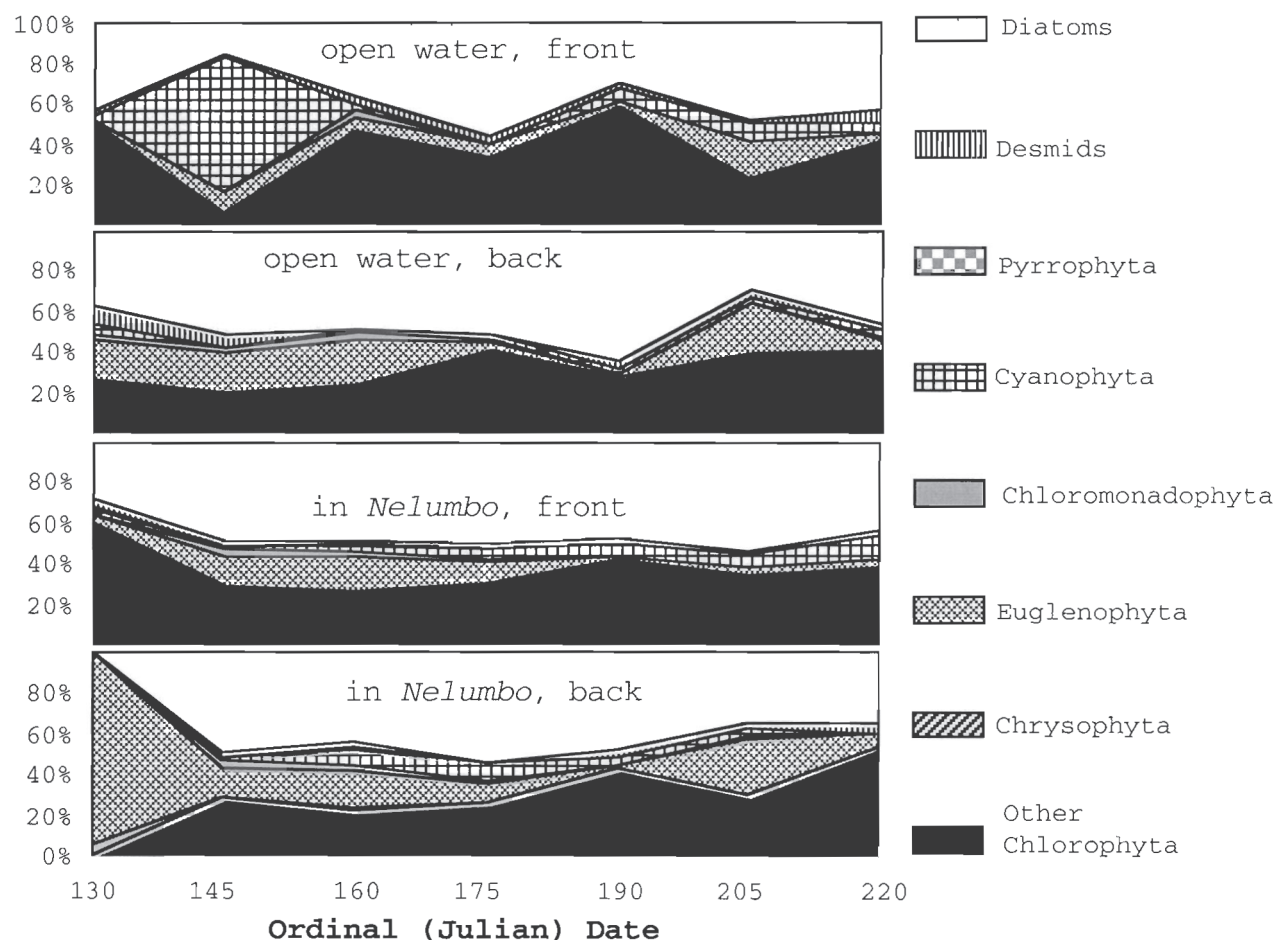 100%
80%
60%
40%
20%
open water, front
80%
60%
40%
20%
open water, back
80%
60%
40%
20%
in Nelumbo, front
80%
60%
40%
20%
0%
in Nelumbo, back
130 145 160 175 190 205 220
Ordinal (Julian) Date
Diatoms
Desmids
Pyrrophyta
Cyanophyta
Chloromonadophyta
Euglenophyta
Chrysophyta
Other
Chlorophyta